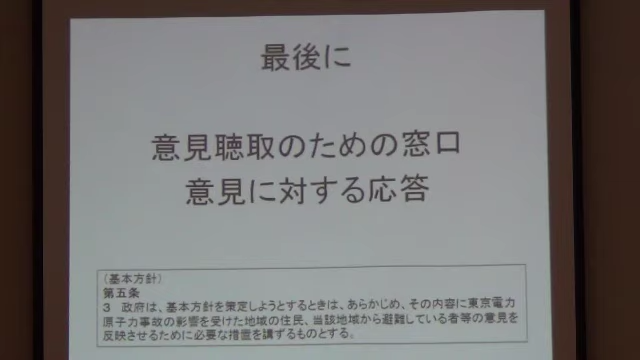 最後に
意見聴取のための窓口
意見に対する応答
（基本方針）
第五条
３　政府は、基本方針を策定しようとするときは、あらかじめ、その内容に東京電力
原子力事故の影響を受けた地域の住民、当該地域から避難している者等の意見を
反映させるために必要な措置を講ずるものとする。